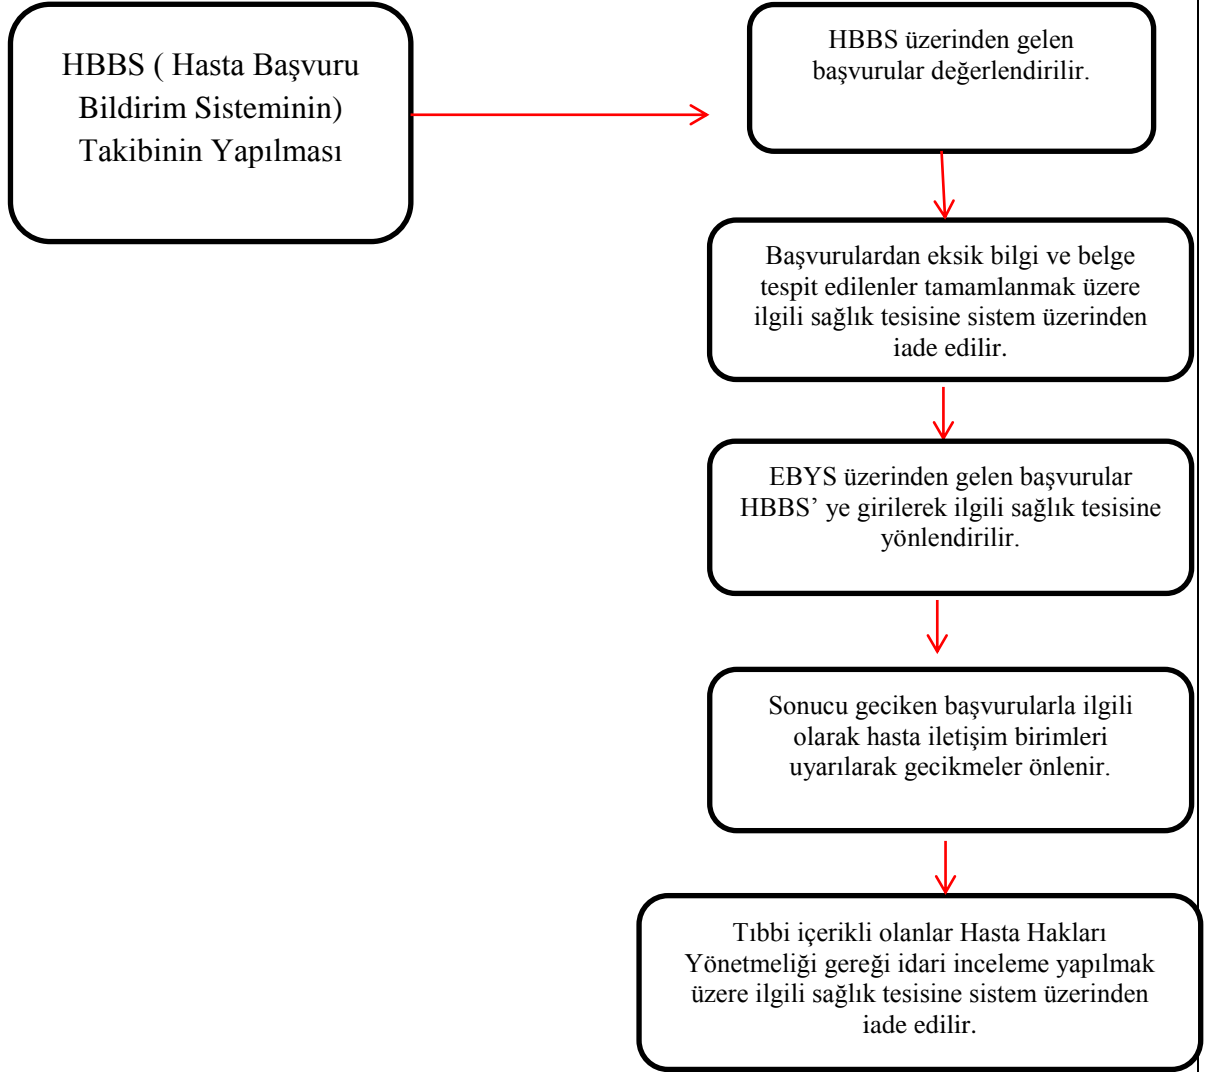 HBBS ( Hasta Başvuru
Bildirim Sisteminin)
Takibinin Yapılması
HBBS üzerinden gelen
başvurular değerlendirilir.
Başvurulardan eksik bilgi ve belge
tespit edilenler tamamlanmak üzere
ilgili sağlık tesisine sistem üzerinden
iade edilir.
EBYS üzerinden gelen başvurular
HBBS’ ye girilerek ilgili sağlık tesisine
yönlendirilir.
Sonucu geciken başvurularla ilgili
olarak hasta iletişim birimleri
uyarılarak gecikmeler önlenir.
Tıbbi içerikli olanlar Hasta Hakları
Yönetmeliği gereği idari inceleme yapılmak
üzere ilgili sağlık tesisine sistem üzerinden
iade edilir.